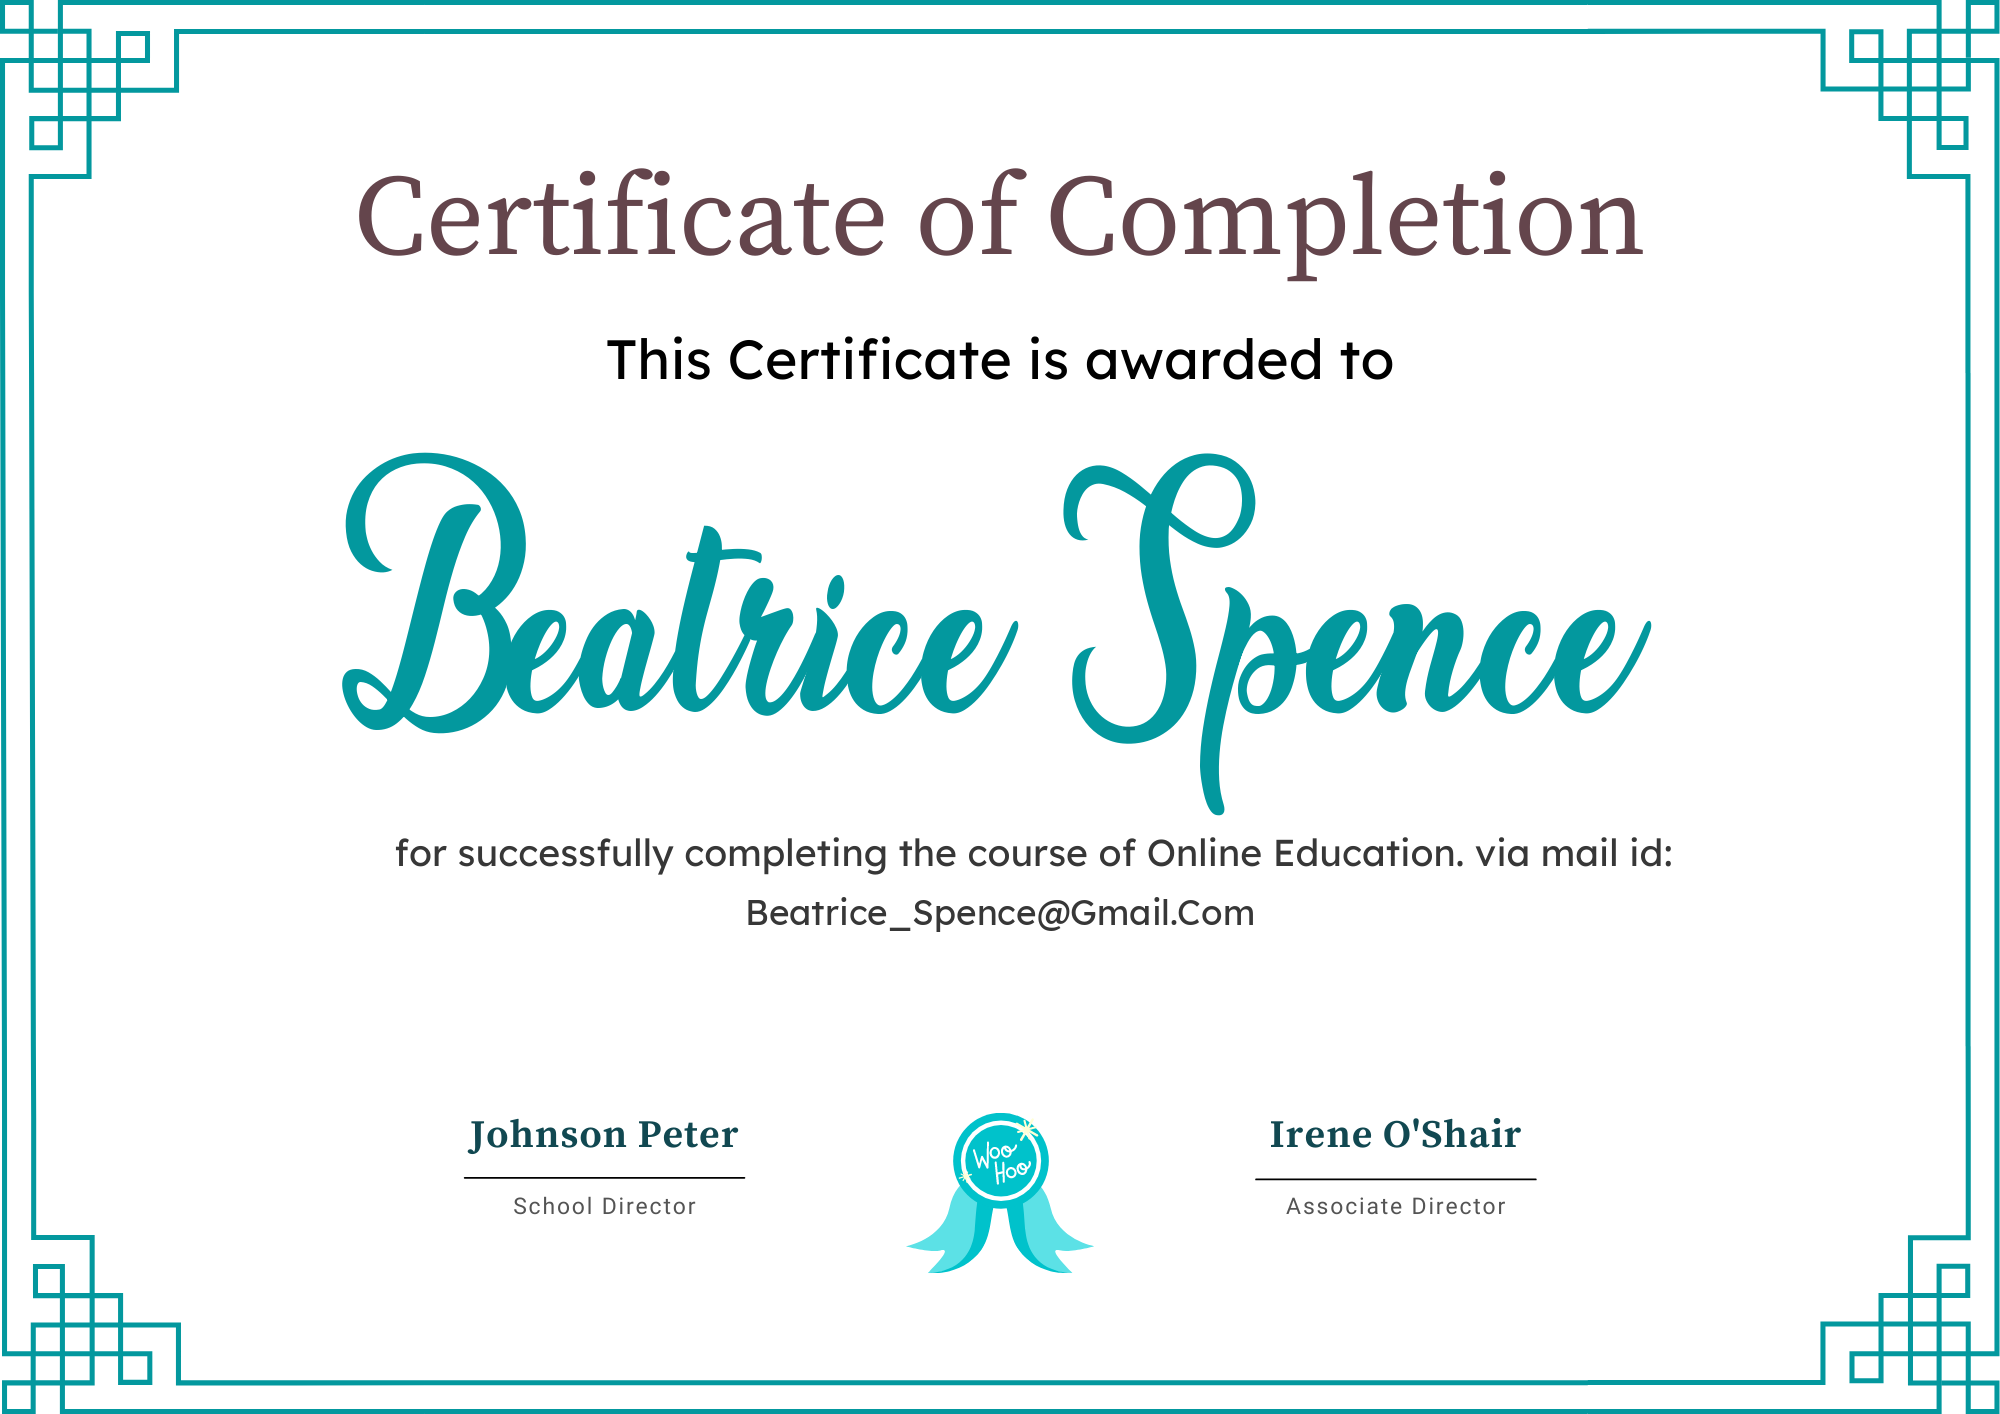 Certificate of Completion
This Certificate is awarded to
Beatrice Spence
for successfully completing the course of Online Education. via mail id:
Beatrice_Spence@Gmail.Com
Johnson Peter
School Director
Woo
Hoo
Irene O'Shair
Associate Director